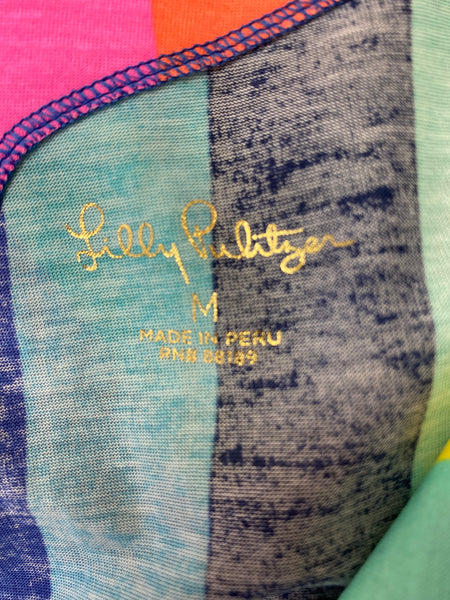 Lilly Pulitzer
M
MADE IN PERU
RN# 88189